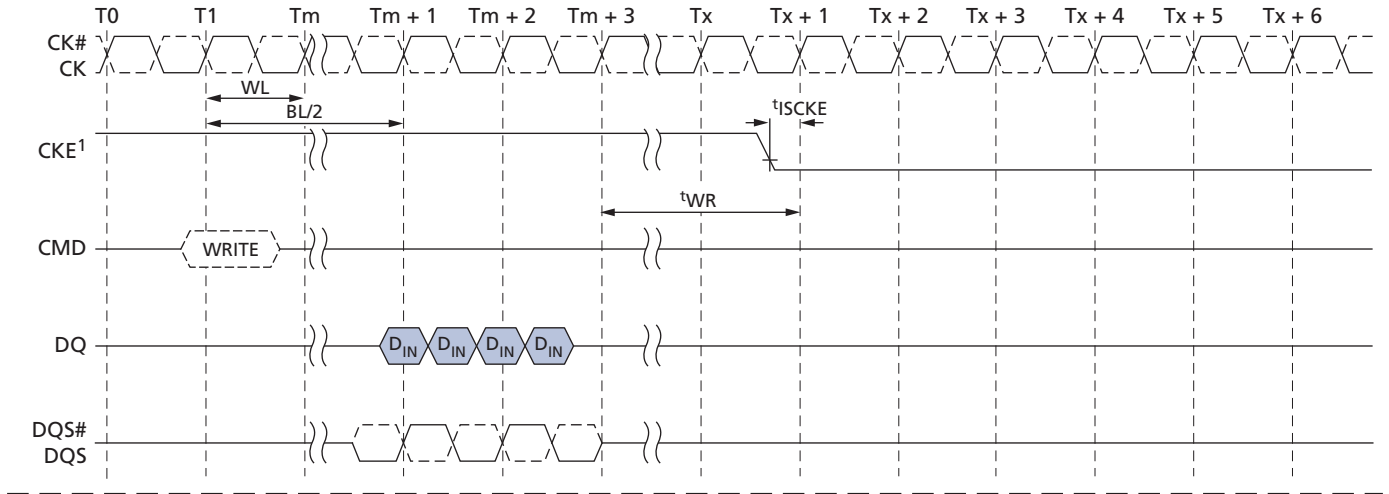 T0 T1 Tm Tm + 1 Tm + 2 Tm + 3 Tx Tx + 1 Tx + 2 Tx + 3 Tx + 4 Tx + 5 Tx + 6
CK#
CK
WL
BL/2
tISCKE
CKE1
tWR
CMD WRITE
DQ DIN DIN DIN DIN
DQS#
DQS